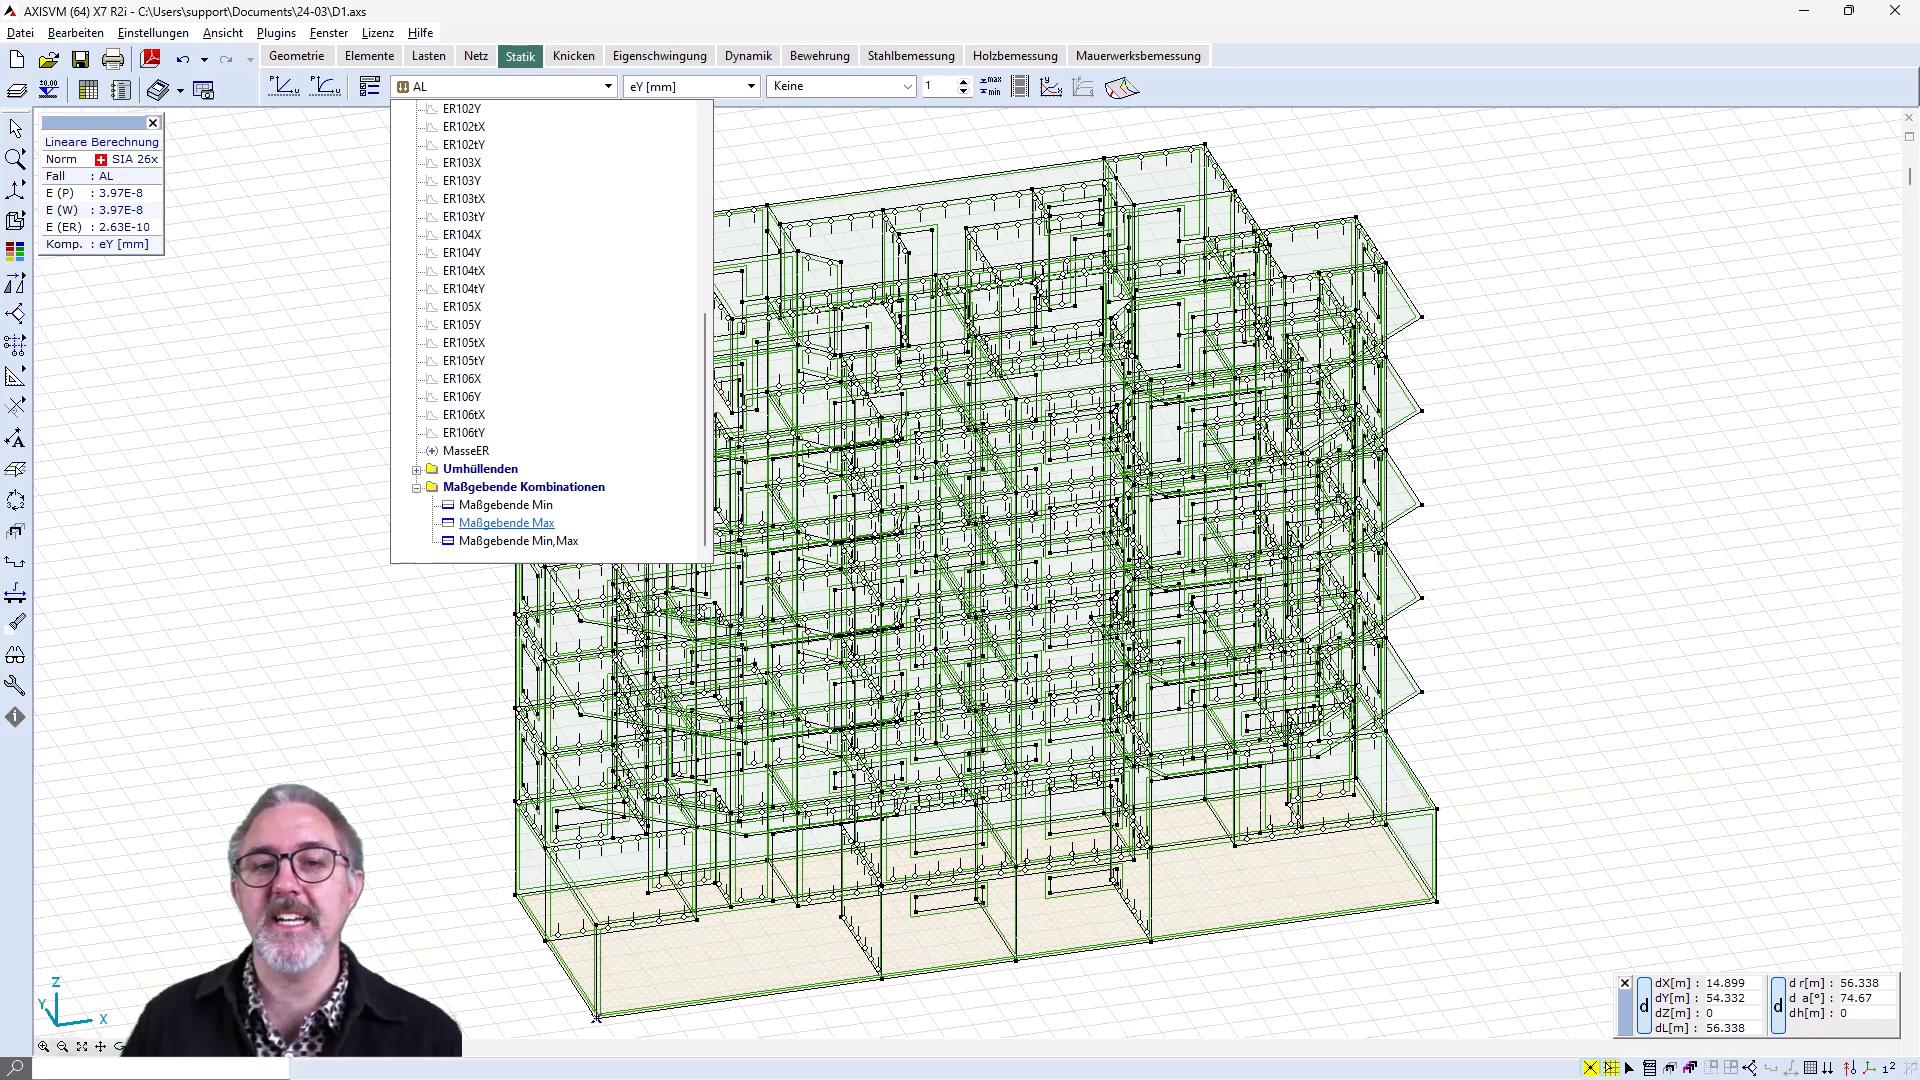 AXISVM (64) X7 R2i - C:\Users\support\Documents\24-03\D1.axs
Datei Bearbeiten Einstellungen Ansicht Plugins Fenster Lizenz Hilfe
Geometrie Elemente Lasten Netz Statik Knicken Eigenschwingung Dynamik Bewehrung Stahlbemessung Holzbemessung Mauerwerksbemessung
AL eY [mm] Keine 1
Lineare Berechnung
Norm SIA 26x
Fall : AL
E (P) : 3.97E-8
E (W) : 3.97E-8
E (ER) : 2.63E-10
Komp. : eY [mm]
ER102Y
ER102tX
ER102tY
ER103X
ER103Y
ER103tX
ER103tY
ER104X
ER104Y
ER104tX
ER104tY
ER105X
ER105Y
ER105tX
ER105tY
ER106X
ER106Y
ER106tX
ER106tY
MasseER
Umhüllenden
Maßgebende Kombinationen
Maßgebende Min
Maßgebende Max
Maßgebende Min,Max
Z
Y
X
d
dX[m] : 14.899
dY[m] : 54.332
dZ[m] : 0
dL[m] : 56.338
d
d r[m] : 56.338
d a[°] : 74.67
dh[m] : 0